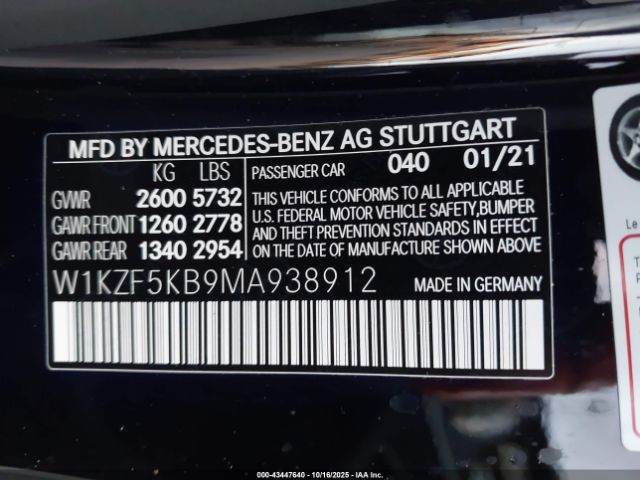 MFD BY MERCEDES-BENZ AG STUTTGART
KG LBS
GVWR 2600 5732
GAWR FRONT 1260 2778
GAWR REAR 1340 2954
PASSENGER CAR 040 01/21
THIS VEHICLE CONFORMS TO ALL APPLICABLE
U.S. FEDERAL MOTOR VEHICLE SAFETY,BUMPER
AND THEFT PREVENTION STANDARDS IN EFFECT
ON THE DATE OF MANUFACTURE SHOWN ABOVE.
W1KZF5KB9MA938912
MADE IN GERMANY
Le
000-43447640 - 10/16/2025 - IAA Inc.